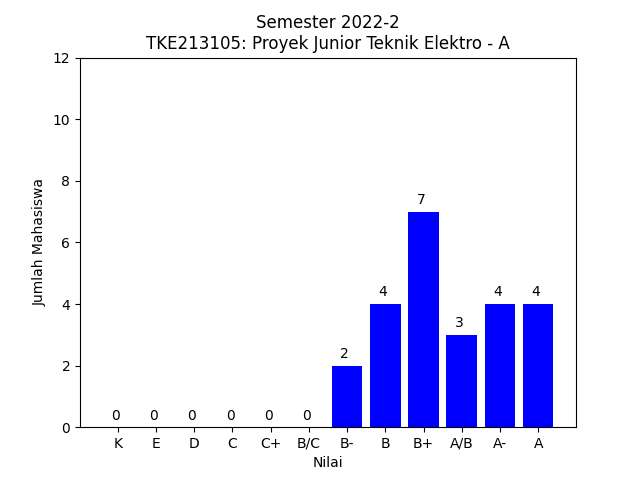 Semester 2022-2
TKE213105: Proyek Junior Teknik Elektro - A
12
10
8
6
4
2
0
Jumlah Mahasiswa
0 0 0 0 0 0 2 4 7 3 4 4
K E D C C+ B/C B- B B+ A/B A- A
Nilai